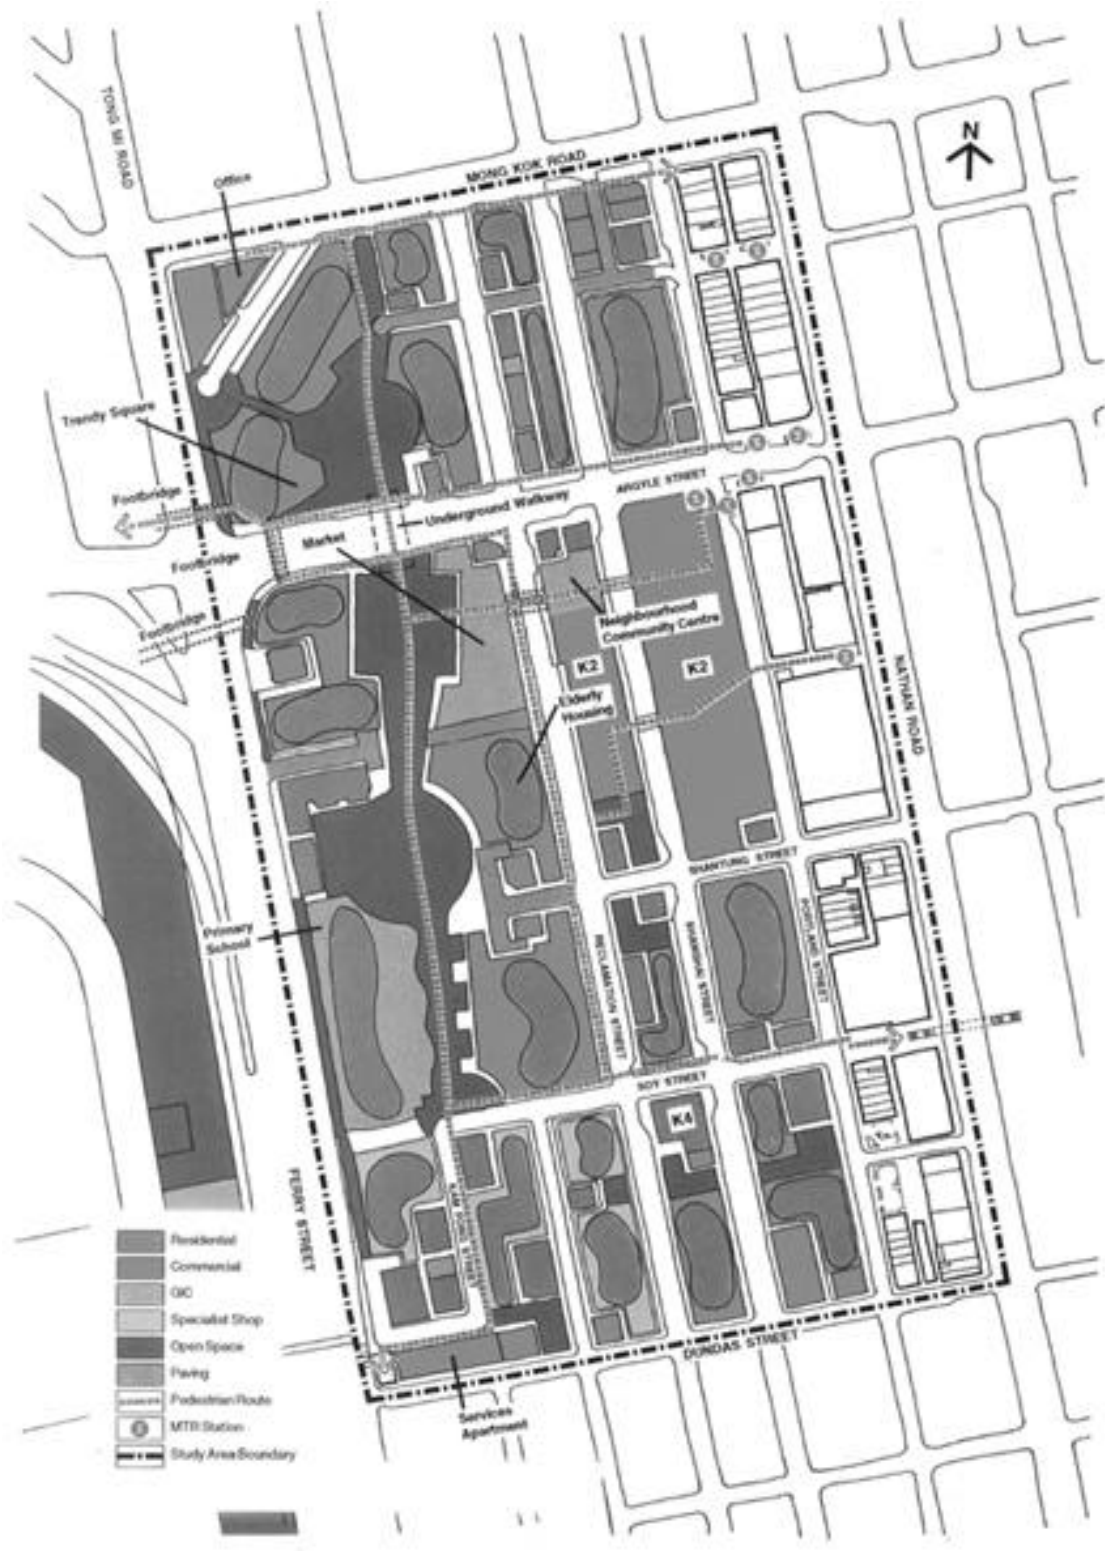 TONG MI ROAD
MONG KOK ROAD
N
Office
Trendy Square
Footbridge
ARGYLE STREET
Underground Walkway
Market
Footbridge
Footbridge
Neighbourhood
Community Centre
K2
K2
NATHAN ROAD
Elderly
Housing
SHANTUNG STREET
PORTLAND STREET
Primary
School
RECLAMATION STREET
SHANGHAI STREET
SOY STREET
K4
FERRY STREET
DUNDAS STREET
Services
Apartment
Residential
Commercial
GIC
Specialist Shop
Open Space
Paving
Pedestrian Route
MTR Station
Study Area Boundary